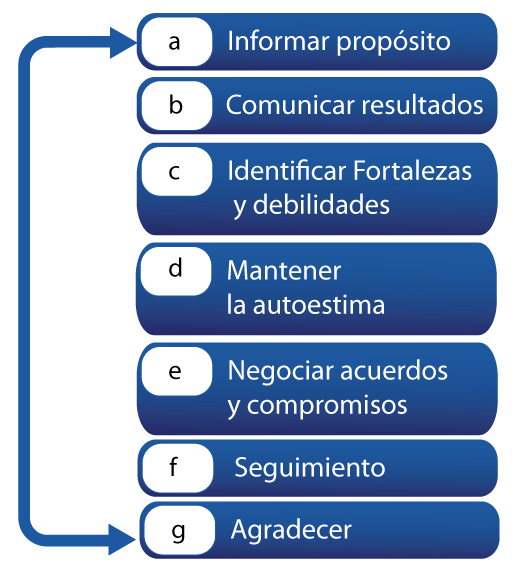 a Informar propósito
b Comunicar resultados
c Identificar Fortalezas
y debilidades
d Mantener
la autoestima
e Negociar acuerdos
y compromisos
f Seguimiento
g Agradecer